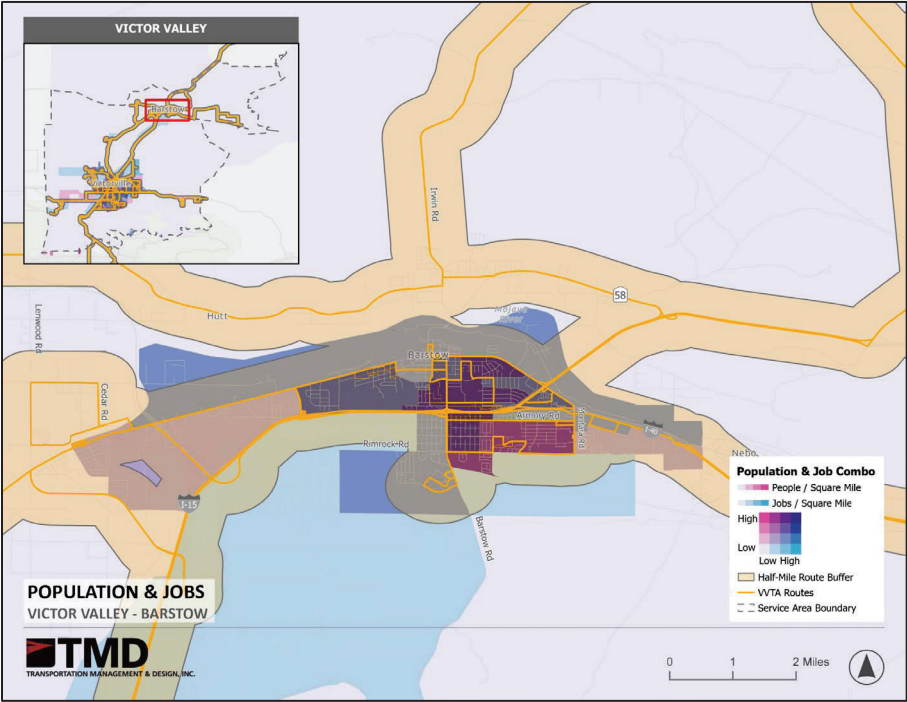 VICTOR VALLEY
Barstow
Victorville
Irwin Rd
58
Hutt
Mojave
River
Lenwood Rd
Barstow
Cedar Rd
Armory Rd
Montara Rd
I-40
Rimrock Rd
Nebo
I-15
Barstow Rd
Population & Job Combo
People / Square Mile
Jobs / Square Mile
High
Low
Low High
Half-Mile Route Buffer
VVTA Routes
Service Area Boundary
POPULATION & JOBS
VICTOR VALLEY - BARSTOW
TMD
TRANSPORTATION MANAGEMENT & DESIGN, INC.
0 1 2 Miles